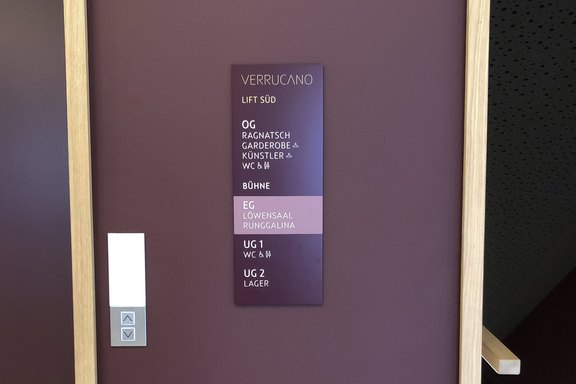 VERRUCANO
LIFT SÜD
OG
RAGNATSCH
GARDEROBE
KÜNSTLER
WC
BÜHNE
EG
LÖWENSAAL
RUNGGALINA
UG 1
WC
UG 2
LAGER